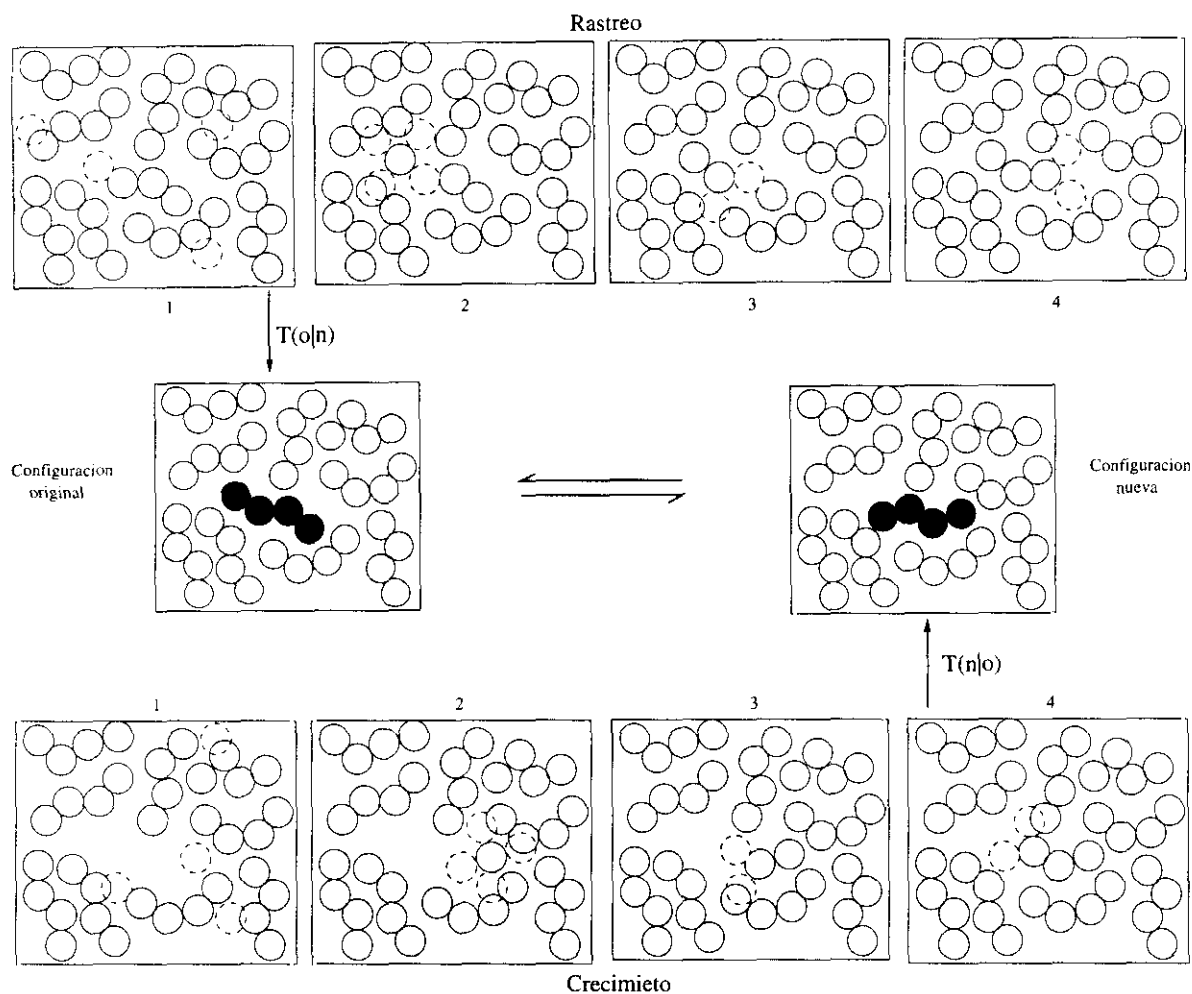 Rastreo
1
2
3
4
T(o|n)
Configuracion
original
Configuracion
nueva
T(n|o)
1
2
3
4
Crecimieto